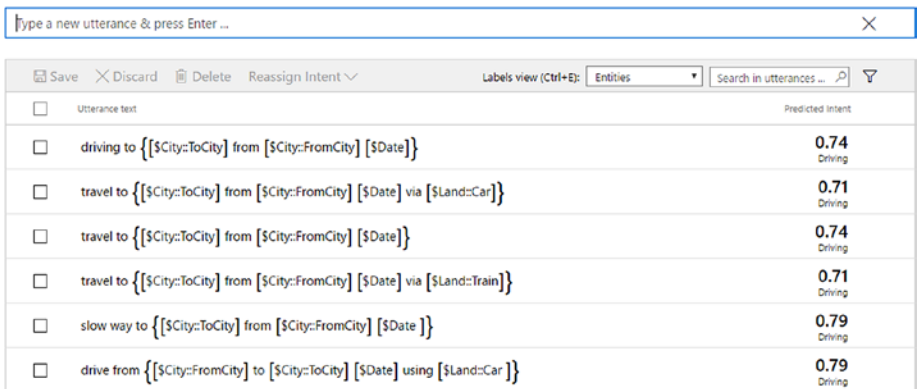 Type a new utterance & press Enter ...
Save Discard Delete Reassign Intent Labels view (Ctrl+E): Entities Search in utterances ...
Utterance text Predicted Intent
driving to {[$City::ToCity] from [$City::FromCity] [$Date]} 0.74
Driving
travel to {[$City::ToCity] from [$City::FromCity] [$Date] via [$Land::Car]} 0.71
Driving
travel to {[$City::ToCity] from [$City::FromCity] [$Date]} 0.74
Driving
travel to {[$City::ToCity] from [$City::FromCity] [$Date] via [$Land::Train]} 0.71
Driving
slow way to {[$City::ToCity] from [$City::FromCity] [$Date ]} 0.79
Driving
drive from {[$City::FromCity] to [$City::ToCity] [$Date] using [$Land::Car ]} 0.79
Driving